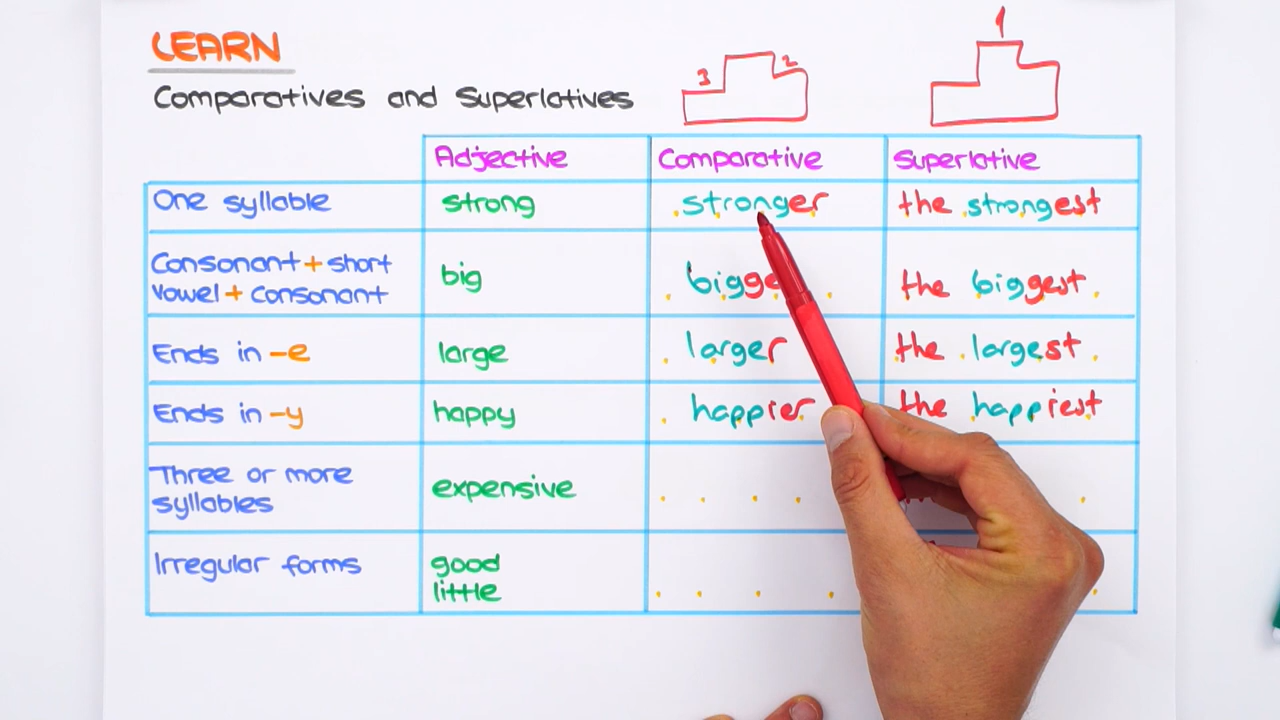 LEARN
Comparatives and Superlatives
3
2
1
Adjective Comparative Superlative
One syllable strong stronger the strongest
Consonant + short
vowel + consonant
big the biggest
Ends in -e large larger the largest
Ends in -y happy happier the happiest
Three or more
syllables
expensive
Irregular forms good
little